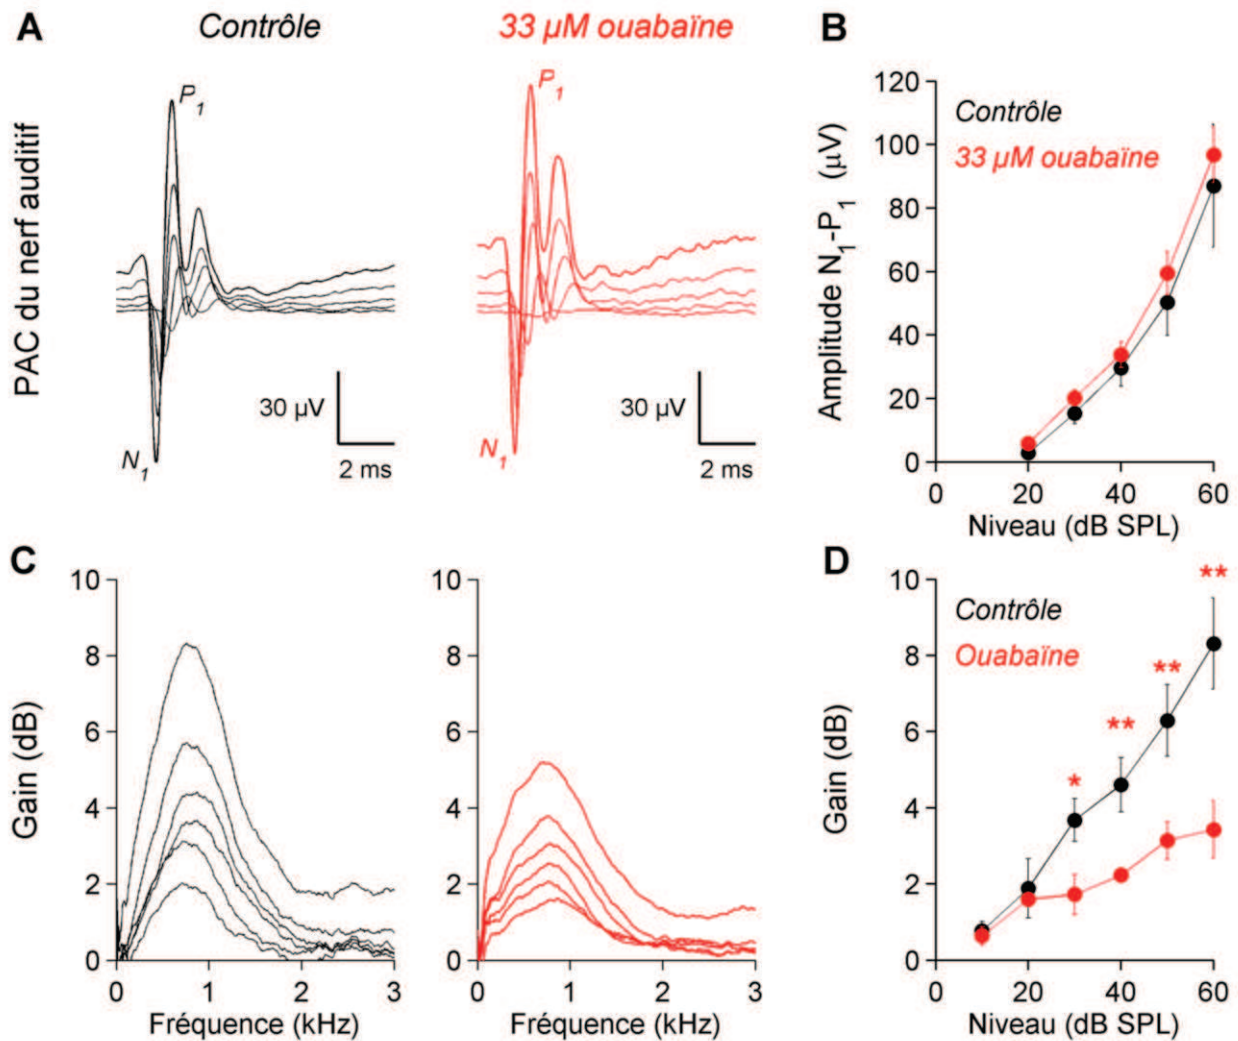 A
Contrôle
33 µM ouabaïne
PAC du nerf auditif
P1
N1
30 µV
2 ms
P1
N1
30 µV
2 ms
B
Contrôle
33 µM ouabaïne
Amplitude N1-P1 (µV)
120
100
80
60
40
20
0
0 20 40 60
Niveau (dB SPL)
C
Gain (dB)
10
8
6
4
2
0
0 1 2 3
Fréquence (kHz)
10
8
6
4
2
0
0 1 2 3
Fréquence (kHz)
D
Contrôle
Ouabaïne
* ** ** **
Gain (dB)
10
8
6
4
2
0
0 20 40 60
Niveau (dB SPL)